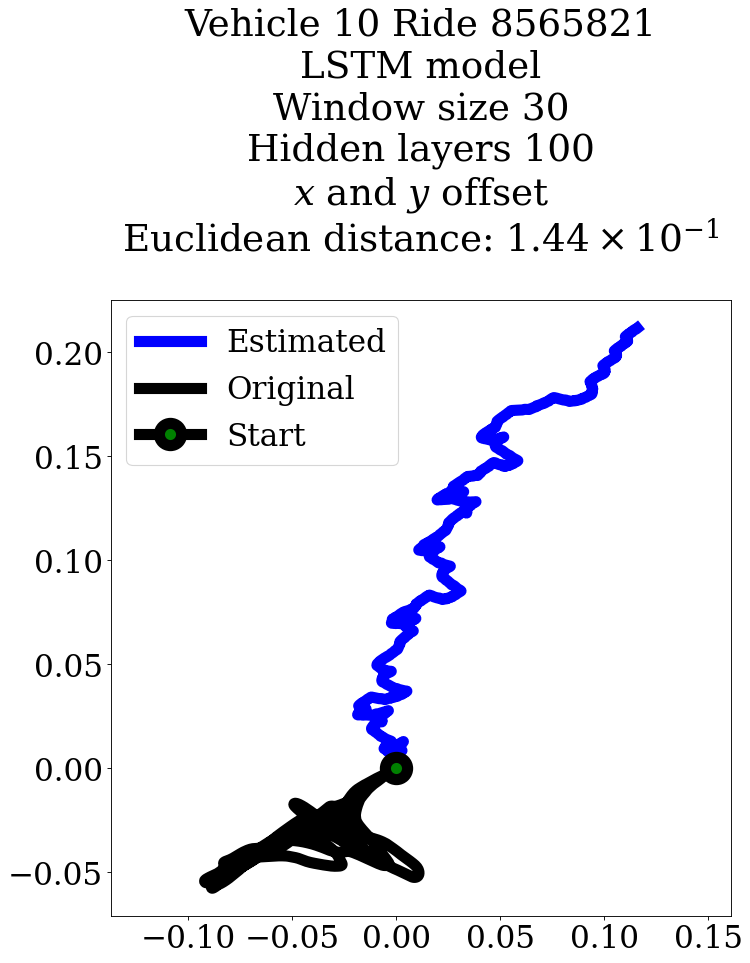 Vehicle 10 Ride 8565821
LSTM model
Window size 30
Hidden layers 100
x and y offset
Euclidean distance: 1.44 × 10⁻¹
Estimated
Original
Start
0.20
0.15
0.10
0.05
0.00
−0.05
−0.10 −0.05 0.00 0.05 0.10 0.15